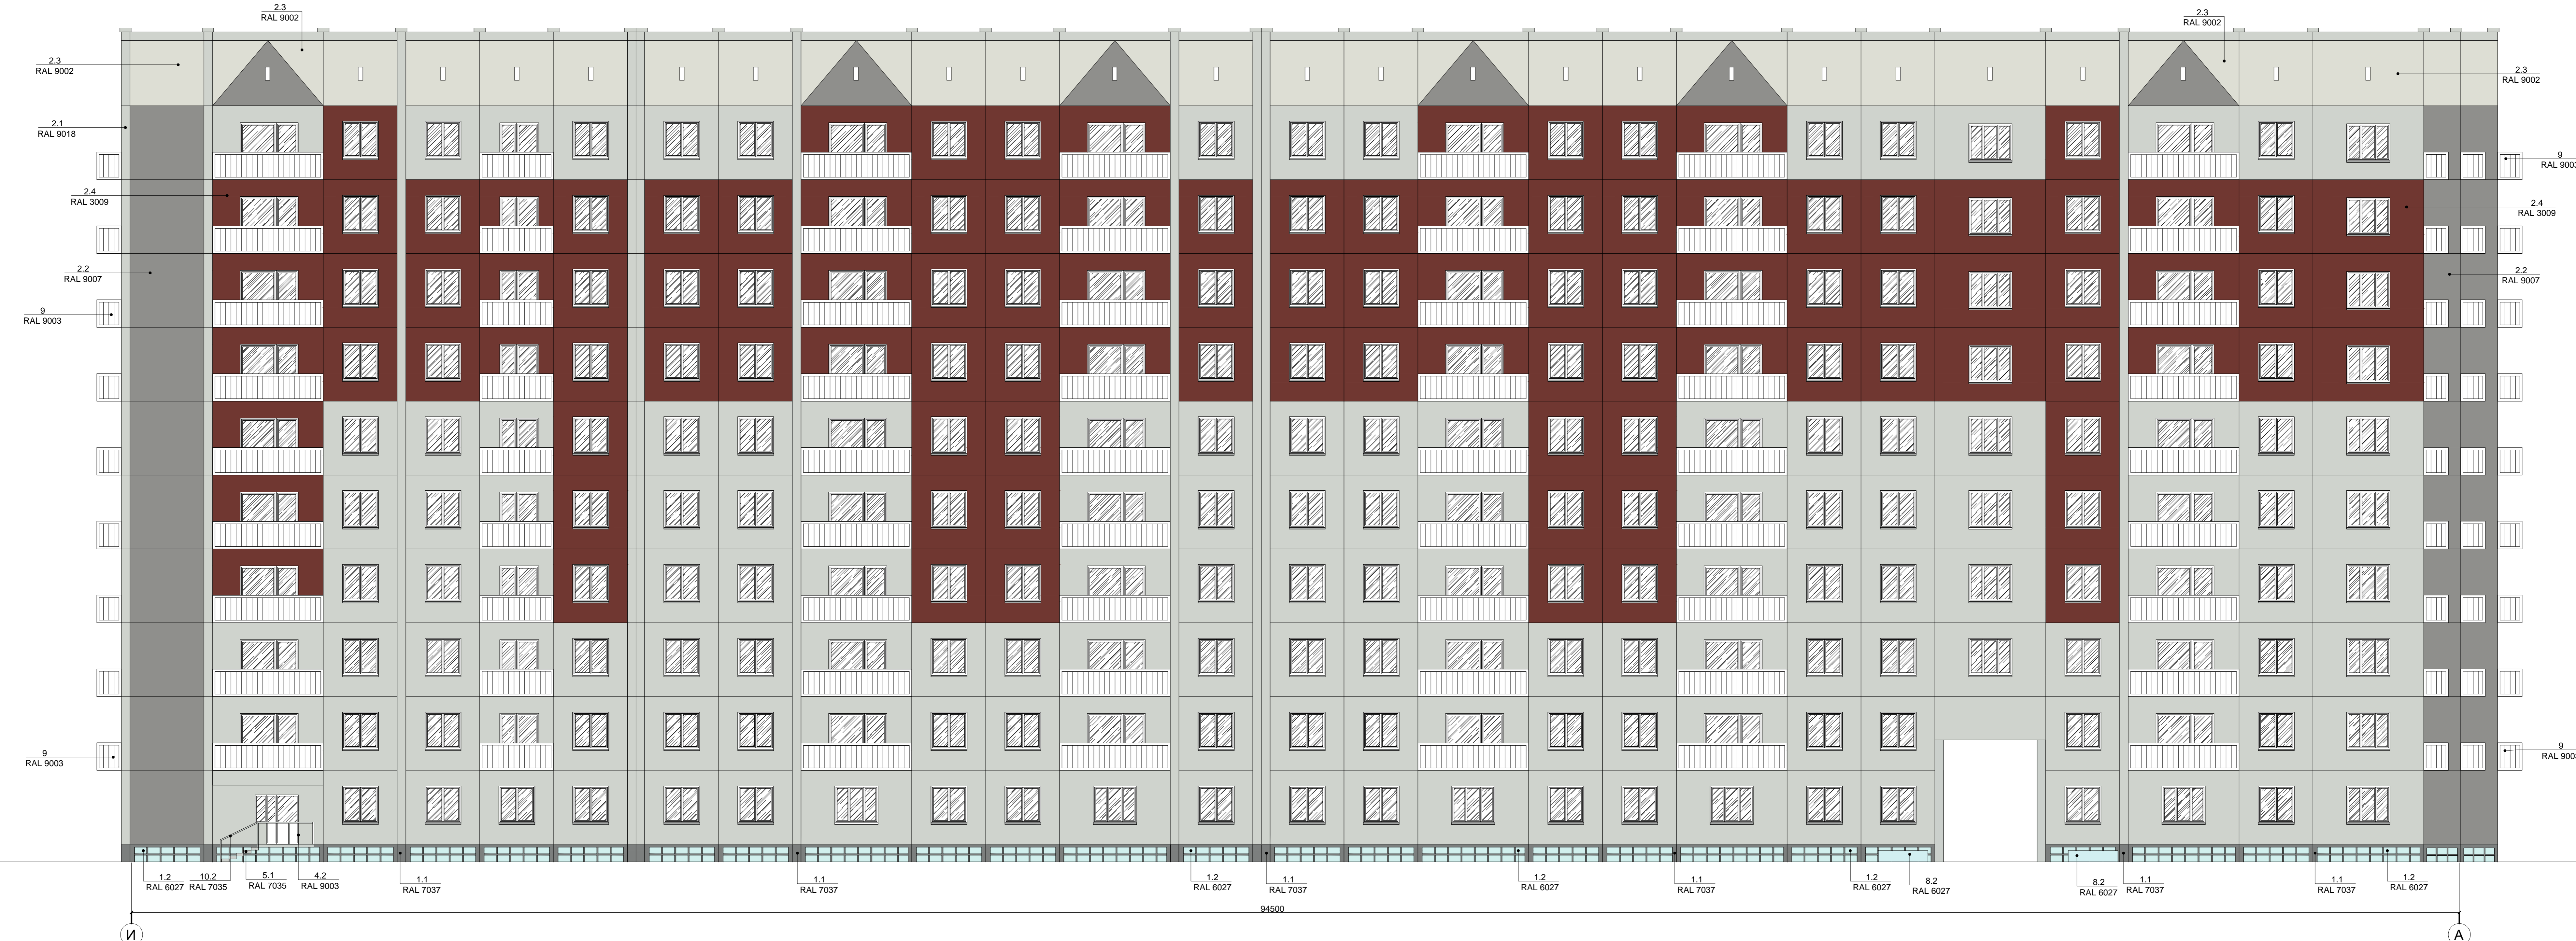 2.3
RAL 9002
2.3
RAL 9002
2.3
RAL 9002
2.3
RAL 9002
2.1
RAL 9018
9
RAL 9003
2.4
RAL 3009
2.4
RAL 3009
2.2
RAL 9007
2.2
RAL 9007
9
RAL 9003
9
RAL 9003
9
RAL 9003
1.2
RAL 6027
10.2
RAL 7035
5.1
RAL 7035
4.2
RAL 9003
1.1
RAL 7037
1.1
RAL 7037
1.2
RAL 6027
1.1
RAL 7037
1.2
RAL 6027
1.1
RAL 7037
1.2
RAL 6027
8.2
RAL 6027
8.2
RAL 6027
1.1
RAL 7037
1.1
RAL 7037
1.2
RAL 6027
94500
И
А